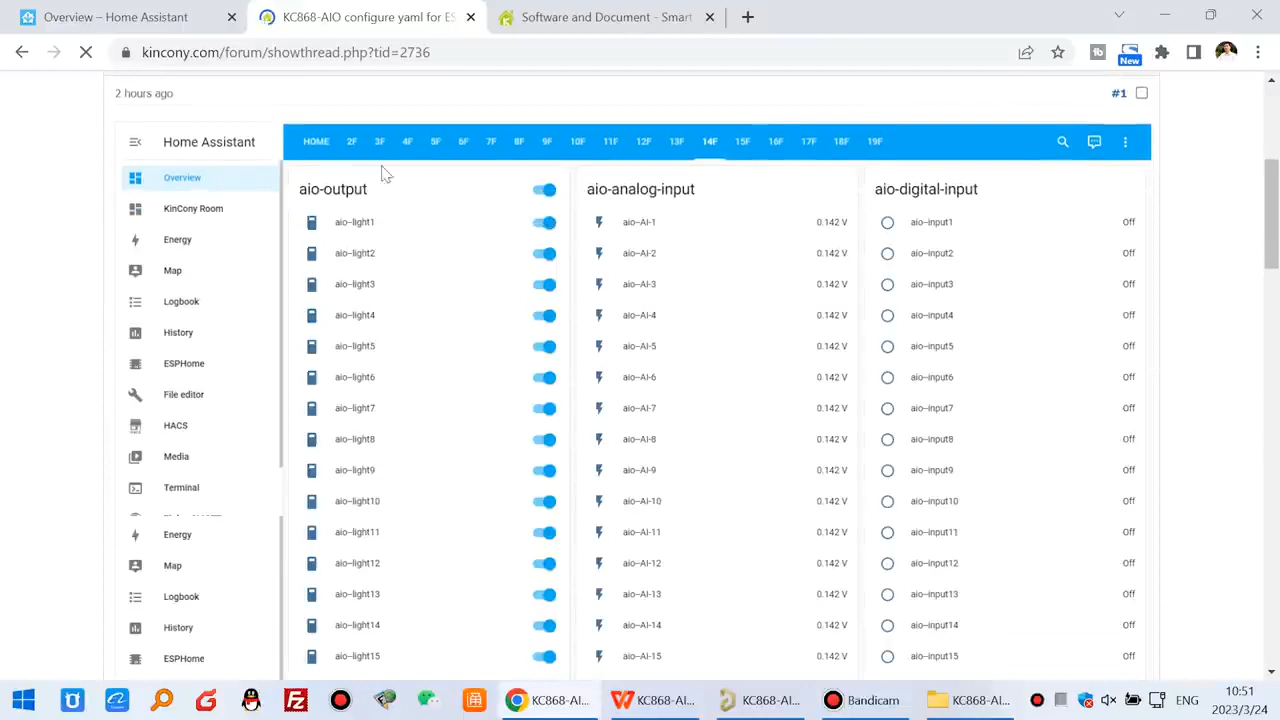 Overview – Home Assistant
KC868-AIO configure yaml for ES
Software and Document - Smart
kincony.com/forum/showthread.php?tid=2736
New
2 hours ago
#1
Home Assistant
HOME 2F 3F 4F 5F 6F 7F 8F 9F 10F 11F 12F 13F 14F 15F 16F 17F 18F 19F
Overview
KinCony Room
Energy
Map
Logbook
History
ESPHome
File editor
HACS
Media
Terminal
Energy
Map
Logbook
History
ESPHome
aio-output
aio-light1
aio-light2
aio-light3
aio-light4
aio-light5
aio-light6
aio-light7
aio-light8
aio-light9
aio-light10
aio-light11
aio-light12
aio-light13
aio-light14
aio-light15
aio-analog-input
aio-AI-1 0.142 V
aio-AI-2 0.142 V
aio-AI-3 0.142 V
aio-AI-4 0.142 V
aio-AI-5 0.142 V
aio-AI-6 0.142 V
aio-AI-7 0.142 V
aio-AI-8 0.142 V
aio-AI-9 0.142 V
aio-AI-10 0.142 V
aio-AI-11 0.142 V
aio-AI-12 0.142 V
aio-AI-13 0.142 V
aio-AI-14 0.142 V
aio-AI-15 0.142 V
aio-digital-input
aio-input1 Off
aio-input2 Off
aio-input3 Off
aio-input4 Off
aio-input5 Off
aio-input6 Off
aio-input7 Off
aio-input8 Off
aio-input9 Off
aio-input10 Off
aio-input11 Off
aio-input12 Off
aio-input13 Off
aio-input14 Off
aio-input15 Off
KC868-AI...
KC868-AI...
KC868-AI...
Bandicam
KC868-AI...
ENG
10:51
2023/3/24